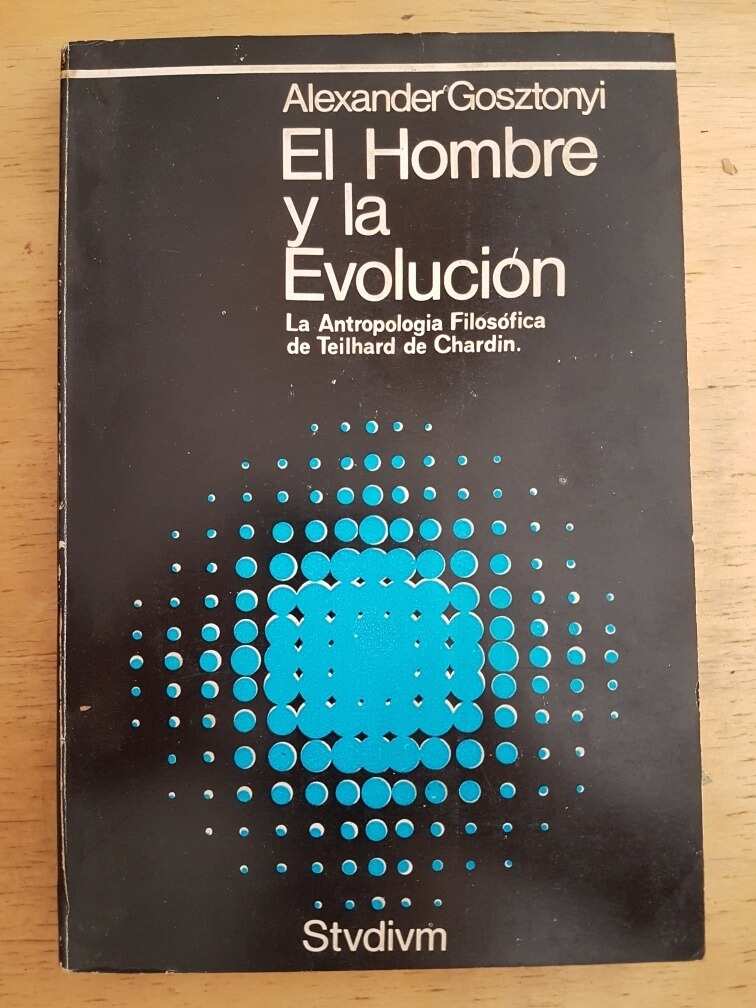 Alexander Gosztonyi
El Hombre
y la
Evolución
La Antropologia Filosófica
de Teilhard de Chardin.
Stvdivm